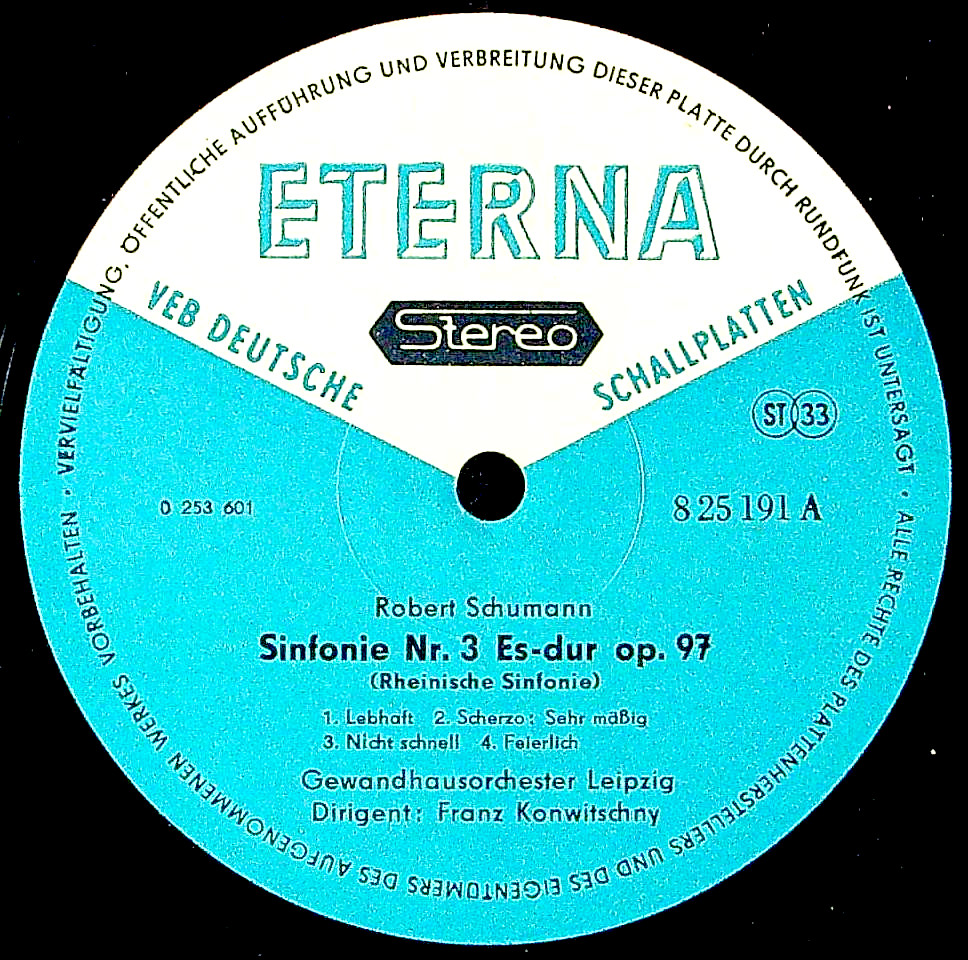 VERVIELFÄLTIGUNG, ÖFFENTLICHE AUFFÜHRUNG UND VERBREITUNG DIESER PLATTE DURCH RUNDFUNK IST UNTERSAGT • ALLE RECHTE DES PLATTENHERSTELLERS UND DES EIGENTÜMERS DES AUFGENOMMENEN WERKES VORBEHALTEN •
ETERNA
Stereo
VEB DEUTSCHE SCHALLPLATTEN
ST 33
0 253 601
8 25 191 A
Robert Schumann
Sinfonie Nr. 3 Es-dur op. 97
(Rheinische Sinfonie)
1. Lebhaft 2. Scherzo: Sehr mäßig
3. Nicht schnell 4. Feierlich
Gewandhausorchester Leipzig
Dirigent: Franz Konwitschny